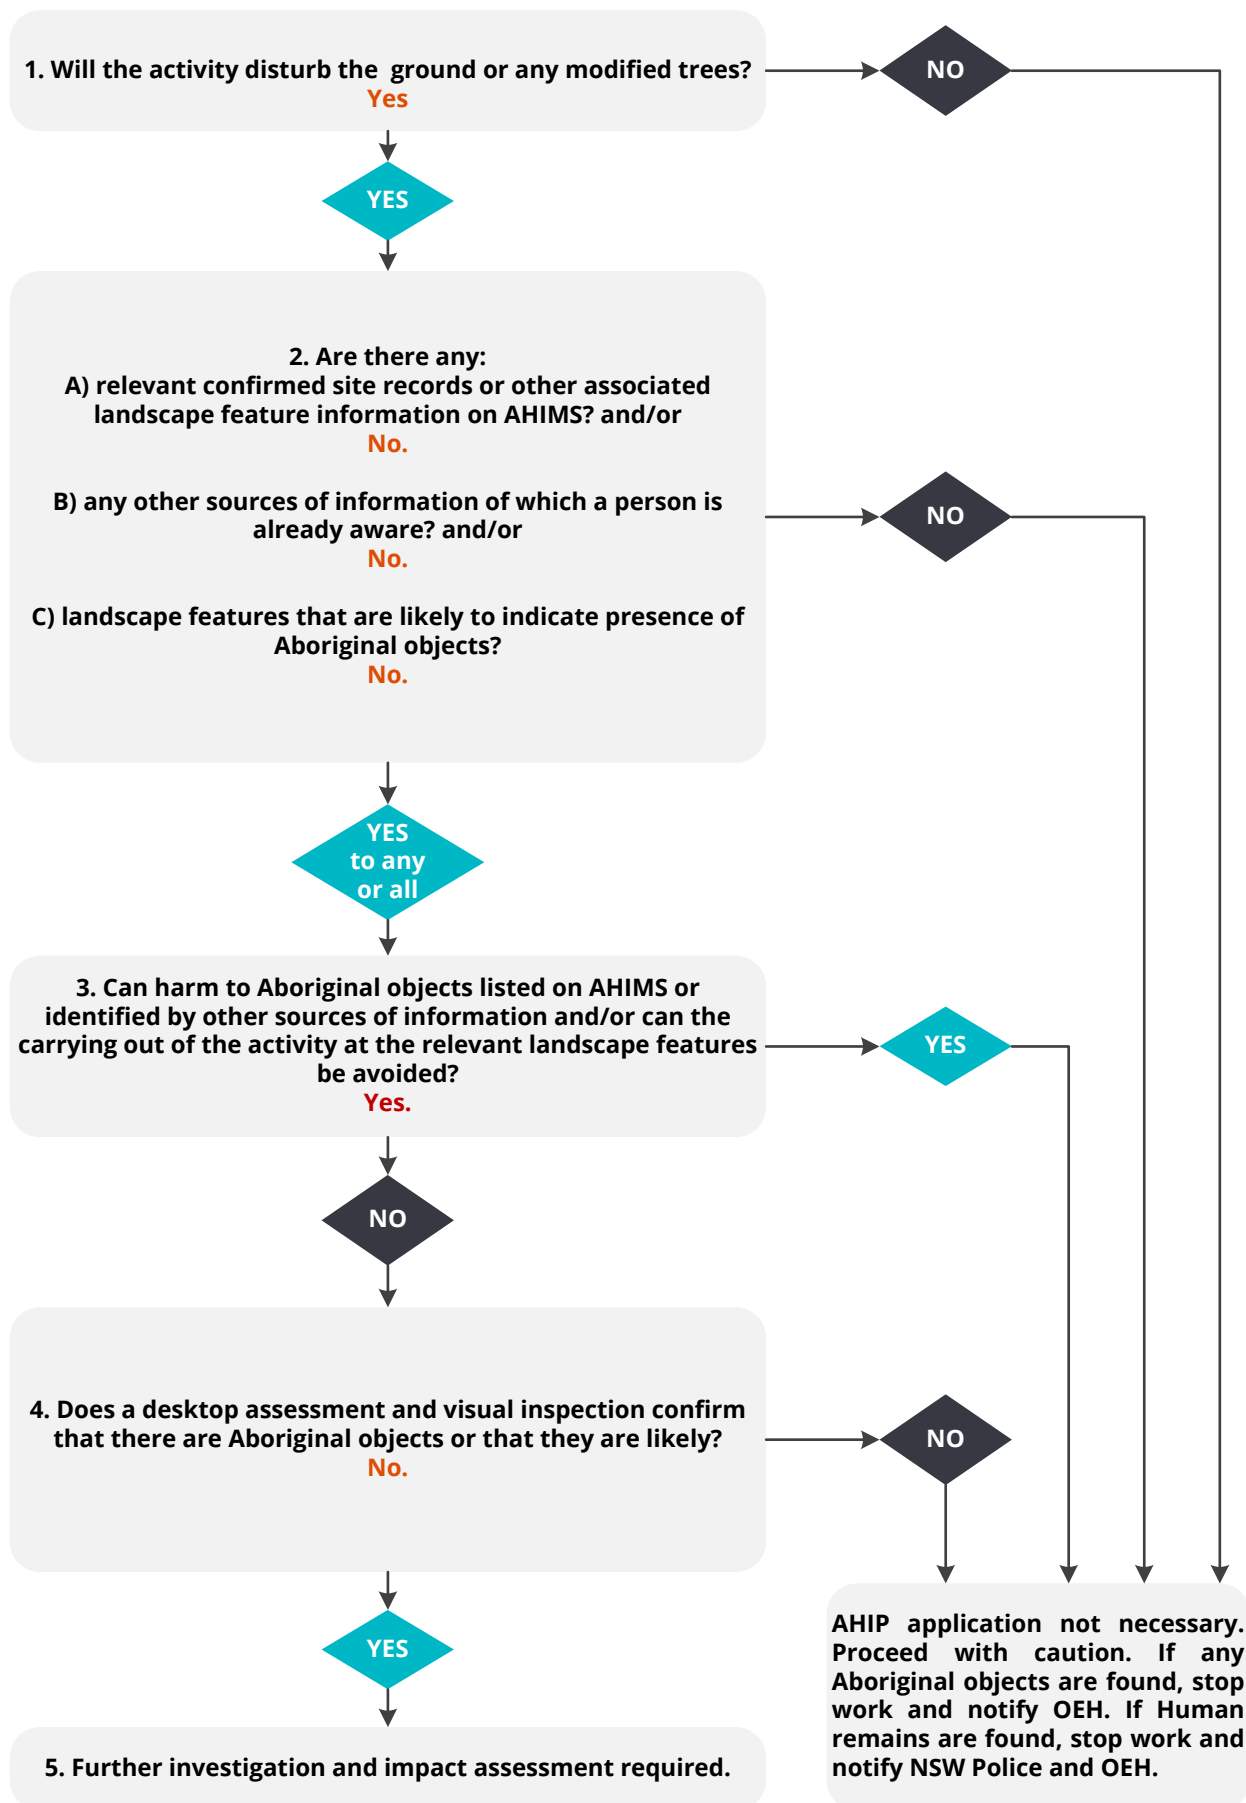 1. Will the activity disturb the  ground or any modified trees?
Yes
NO
YES
2. Are there any:
A) relevant confirmed site records or other associated
landscape feature information on AHIMS? and/or
No.
B) any other sources of information of which a person is
already aware? and/or
No.
C) landscape features that are likely to indicate presence of
Aboriginal objects?
No.
NO
YES
to any
or all
3. Can harm to Aboriginal objects listed on AHIMS or
identified by other sources of information and/or can the
carrying out of the activity at the relevant landscape features
be avoided?
Yes.
YES
NO
4. Does a desktop assessment and visual inspection confirm
that there are Aboriginal objects or that they are likely?
No.
NO
YES
5. Further investigation and impact assessment required.
AHIP application not necessary.
Proceed with caution. If any
Aboriginal objects are found, stop
work and notify OEH. If Human
remains are found, stop work and
notify NSW Police and OEH.